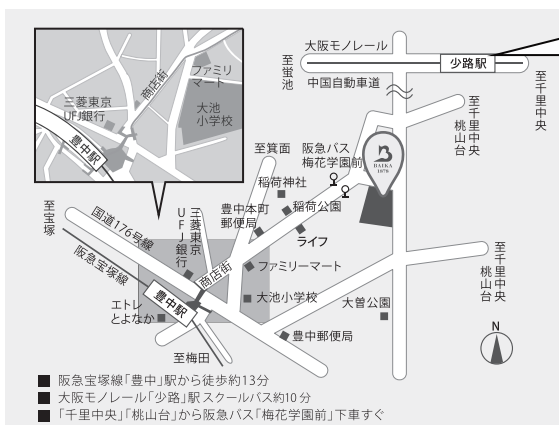 大阪モノレール
少路駅
至蛍池
中国自動車道
至千里中央
ファミリ
マート
商店街
大池
小学校
三菱東京
UFJ銀行
豊中駅
至千里中央
桃山台
至箕面
阪急バス
梅花学園前
BAIKA
1878
稲荷神社
稲荷公園
豊中本町
郵便局
ライフ
至宝塚
国道176号線
三菱東京
UFJ銀行
阪急宝塚線
商店街
ファミリーマート
至千里中央
桃山台
豊中駅
大池小学校
大曽公園
エトレ
とよなか
豊中郵便局
N
至梅田
■ 阪急宝塚線「豊中」駅から徒歩約13分
■ 大阪モノレール「少路」駅スクールバス約10分
■ 「千里中央」「桃山台」から阪急バス「梅花学園前」下車すぐ